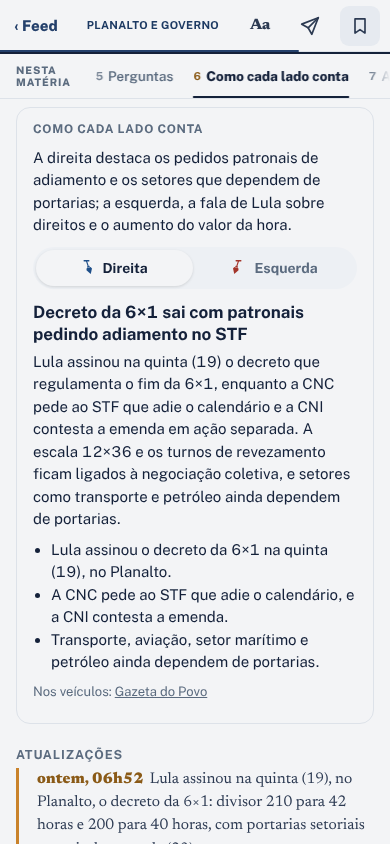 ‹ Feed
PLANALTO E GOVERNO
Aa
NESTA
MATÉRIA
5 Perguntas
6 Como cada lado conta
7 A
COMO CADA LADO CONTA
A direita destaca os pedidos patronais de
adiamento e os setores que dependem de
portarias; a esquerda, a fala de Lula sobre
direitos e o aumento do valor da hora.
Direita
Esquerda
Decreto da 6×1 sai com patronais
pedindo adiamento no STF
Lula assinou na quinta (19) o decreto que
regulamenta o fim da 6×1, enquanto a CNC
pede ao STF que adie o calendário e a CNI
contesta a emenda em ação separada. A
escala 12×36 e os turnos de revezamento
ficam ligados à negociação coletiva, e setores
como transporte e petróleo ainda dependem
de portarias.
• Lula assinou o decreto da 6×1 na quinta
(19), no Planalto.
• A CNC pede ao STF que adie o calendário, e
a CNI contesta a emenda.
• Transporte, aviação, setor marítimo e
petróleo ainda dependem de portarias.
Nos veículos: Gazeta do Povo
ATUALIZAÇÕES
ontem, 06h52 Lula assinou na quinta (19), no
Planalto, o decreto da 6×1: divisor 210 para 42
horas e 200 para 40 horas, com portarias setoriais